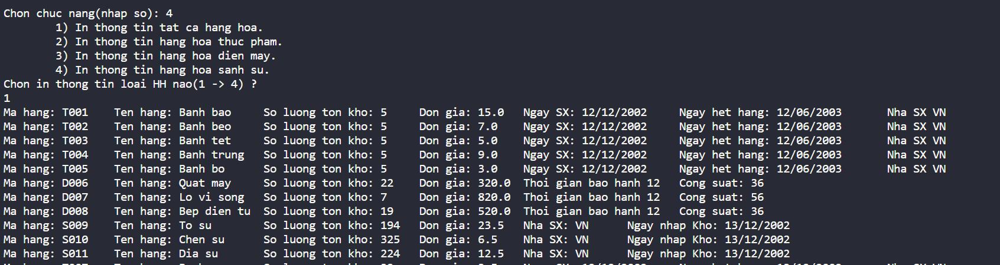 Chon chuc nang(nhap so): 4
1) In thong tin tat ca hang hoa.
2) In thong tin hang hoa thuc pham.
3) In thong tin hang hoa dien may.
4) In thong tin hang hoa sanh su.
Chon in thong tin loai HH nao(1 -> 4) ?
1
Ma hang: T001 Ten hang: Banh bao So luong ton kho: 5 Don gia: 15.0 Ngay SX: 12/12/2002 Ngay het hang: 12/06/2003 Nha SX VN
Ma hang: T002 Ten hang: Banh beo So luong ton kho: 5 Don gia: 7.0 Ngay SX: 12/12/2002 Ngay het hang: 12/06/2003 Nha SX VN
Ma hang: T003 Ten hang: Banh tet So luong ton kho: 5 Don gia: 5.0 Ngay SX: 12/12/2002 Ngay het hang: 12/06/2003 Nha SX VN
Ma hang: T004 Ten hang: Banh trung So luong ton kho: 5 Don gia: 9.0 Ngay SX: 12/12/2002 Ngay het hang: 12/06/2003 Nha SX VN
Ma hang: T005 Ten hang: Banh bo So luong ton kho: 5 Don gia: 3.0 Ngay SX: 12/12/2002 Ngay het hang: 12/06/2003 Nha SX VN
Ma hang: D006 Ten hang: Quat may So luong ton kho: 22 Don gia: 320.0 Thoi gian bao hanh 12 Cong suat: 36
Ma hang: D007 Ten hang: Lo vi song So luong ton kho: 7 Don gia: 820.0 Thoi gian bao hanh 12 Cong suat: 56
Ma hang: D008 Ten hang: Bep dien tu So luong ton kho: 19 Don gia: 520.0 Thoi gian bao hanh 12 Cong suat: 36
Ma hang: S009 Ten hang: To su So luong ton kho: 194 Don gia: 23.5 Nha SX: VN Ngay nhap Kho: 13/12/2002
Ma hang: S010 Ten hang: Chen su So luong ton kho: 325 Don gia: 6.5 Nha SX: VN Ngay nhap Kho: 13/12/2002
Ma hang: S011 Ten hang: Dia su So luong ton kho: 224 Don gia: 12.5 Nha SX: VN Ngay nhap Kho: 13/12/2002